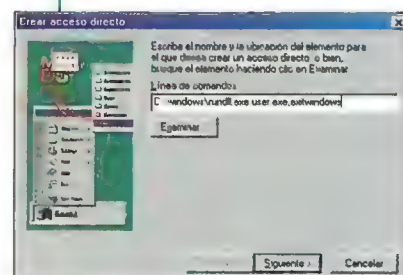 Crear acceso directo
Escriba el nombre y la ubicación del elemento para
el que desea crear un acceso directo o bien,
busque el elemento haciendo clic en Examinar
Línea de comandos
C:\windows\rundll.exe user.exe,exitwindows
Examinar
Siguiente >
Cancelar